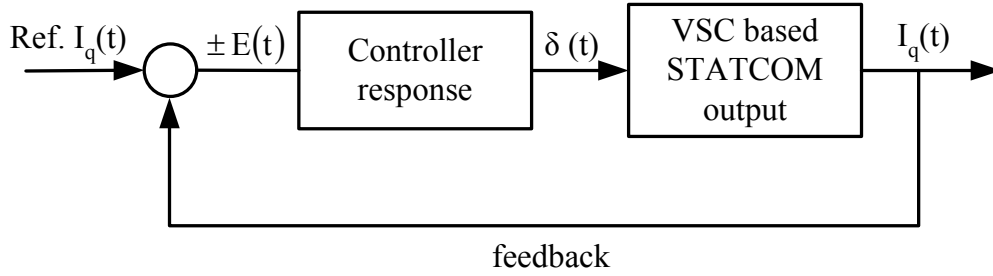 Ref. I_q(t)
± E(t)
Controller
response
δ (t)
VSC based
STATCOM
output
I_q(t)
feedback